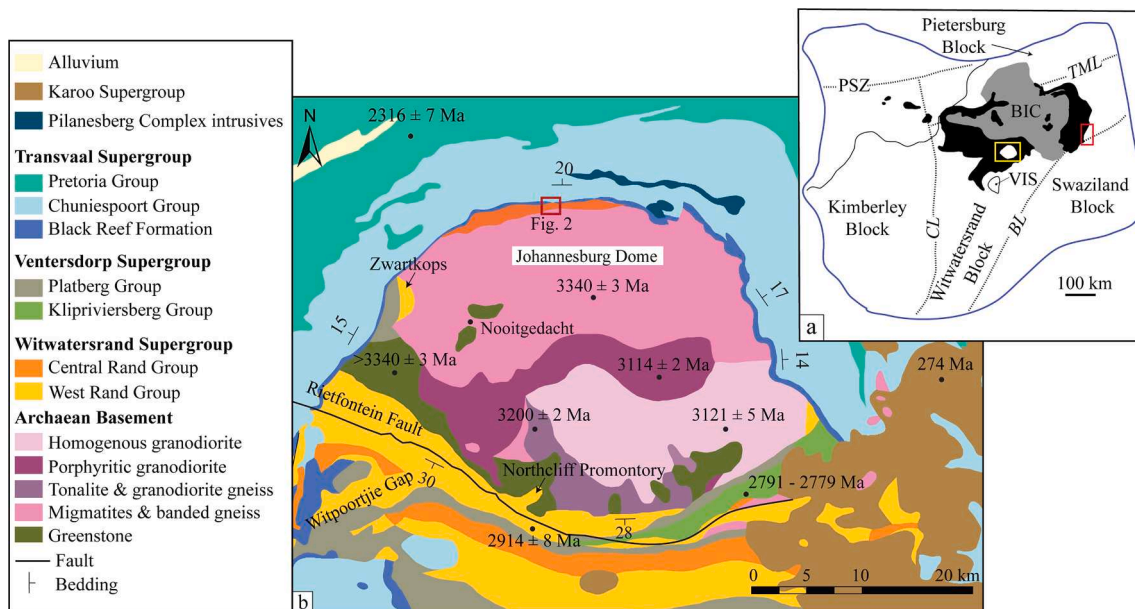 Alluvium
Karoo Supergroup
Pilanesberg Complex intrusives
Transvaal Supergroup
Pretoria Group
Chuniespoort Group
Black Reef Formation
Ventersdorp Supergroup
Platberg Group
Klipriviersberg Group
Witwatersrand Supergroup
Central Rand Group
West Rand Group
Archaean Basement
Homogenous granodiorite
Porphyritic granodiorite
Tonalite & granodiorite gneiss
Migmatites & banded gneiss
Greenstone
Fault
Bedding
N
2316 ± 7 Ma
20
Fig. 2
Johannesburg Dome
Zwartkops
3340 ± 3 Ma
17
Nooitgedacht
15
>3340 ± 3 Ma
3114 ± 2 Ma
14
274 Ma
Rietfontein Fault
3200 ± 2 Ma
3121 ± 5 Ma
Northcliff Promontory
Witpoortjie Gap
30
2791 - 2779 Ma
28
2914 ± 8 Ma
0 5 10 20 km
b
Pietersburg
Block
PSZ
TML
BIC
VIS
Swaziland
Block
Kimberley
Block
CL
Witwatersrand
Block
BL
100 km
a